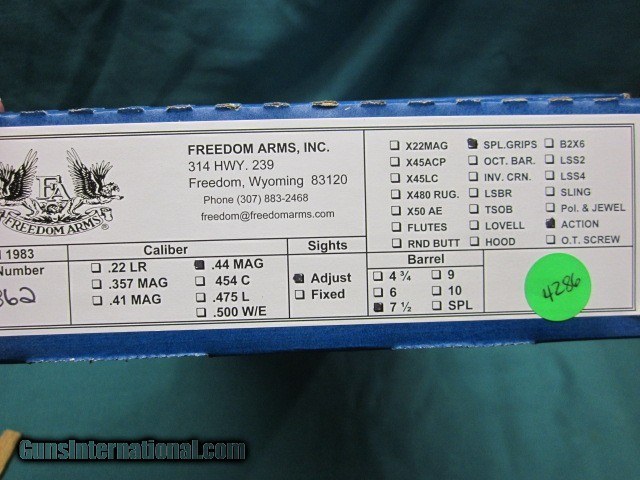 FREEDOM ARMS, INC.
314 HWY. 239
Freedom, Wyoming 83120
Phone (307) 883-2468
freedom@freedomarms.com
FA
FREEDOM ARMS
1983
Number
862
Caliber
.22 LR
.44 MAG
.357 MAG
454 C
.41 MAG
.475 L
.500 W/E
Sights
Adjust
Fixed
X22MAG
SPL.GRIPS
B2X6
X45ACP
OCT. BAR.
LSS2
X45LC
INV. CRN.
LSS4
X480 RUG.
LSBR
SLING
X50 AE
TSOB
Pol. & JEWEL
FLUTES
LOVELL
ACTION
RND BUTT
HOOD
O.T. SCREW
Barrel
4 ¾
9
6
10
7 ½
SPL
4286
GunsInternational.com